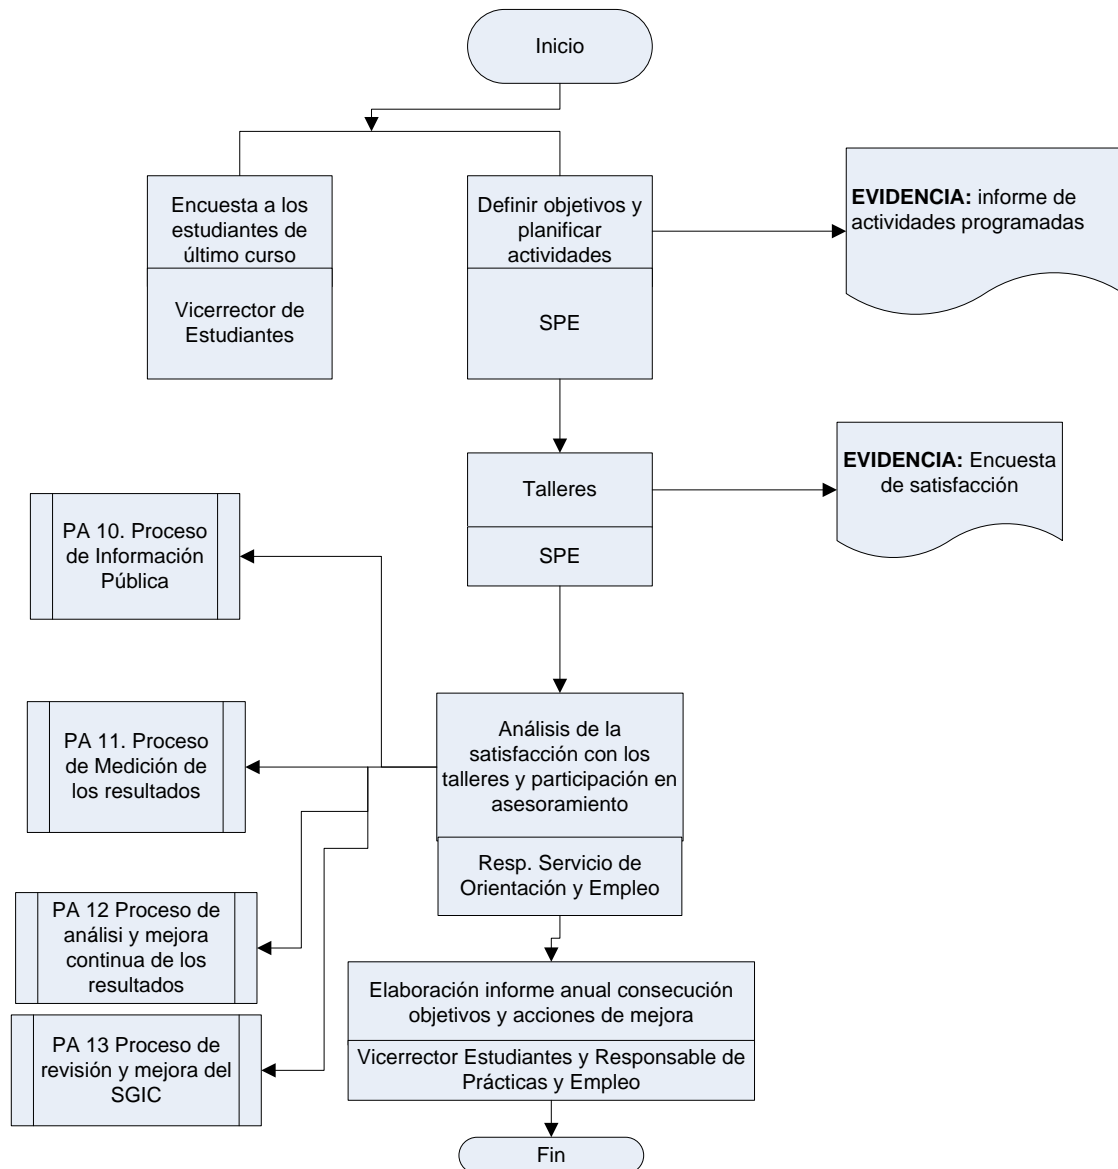 Inicio
Encuesta a los
estudiantes de
último curso
Vicerrector de
Estudiantes
Definir objetivos y
planificar
actividades
SPE
EVIDENCIA: informe de
actividades programadas
Talleres
SPE
EVIDENCIA: Encuesta
de satisfacción
PA 10. Proceso
de Información
Pública
PA 11. Proceso
de Medición de
los resultados
PA 12 Proceso de
análisi y mejora
continua de los
resultados
PA 13 Proceso de
revisión y mejora del
SGIC
Análisis de la
satisfacción con los
talleres y participación en
asesoramiento
Resp. Servicio de
Orientación y Empleo
Elaboración informe anual consecución
objetivos y acciones de mejora
Vicerrector Estudiantes y Responsable de
Prácticas y Empleo
Fin